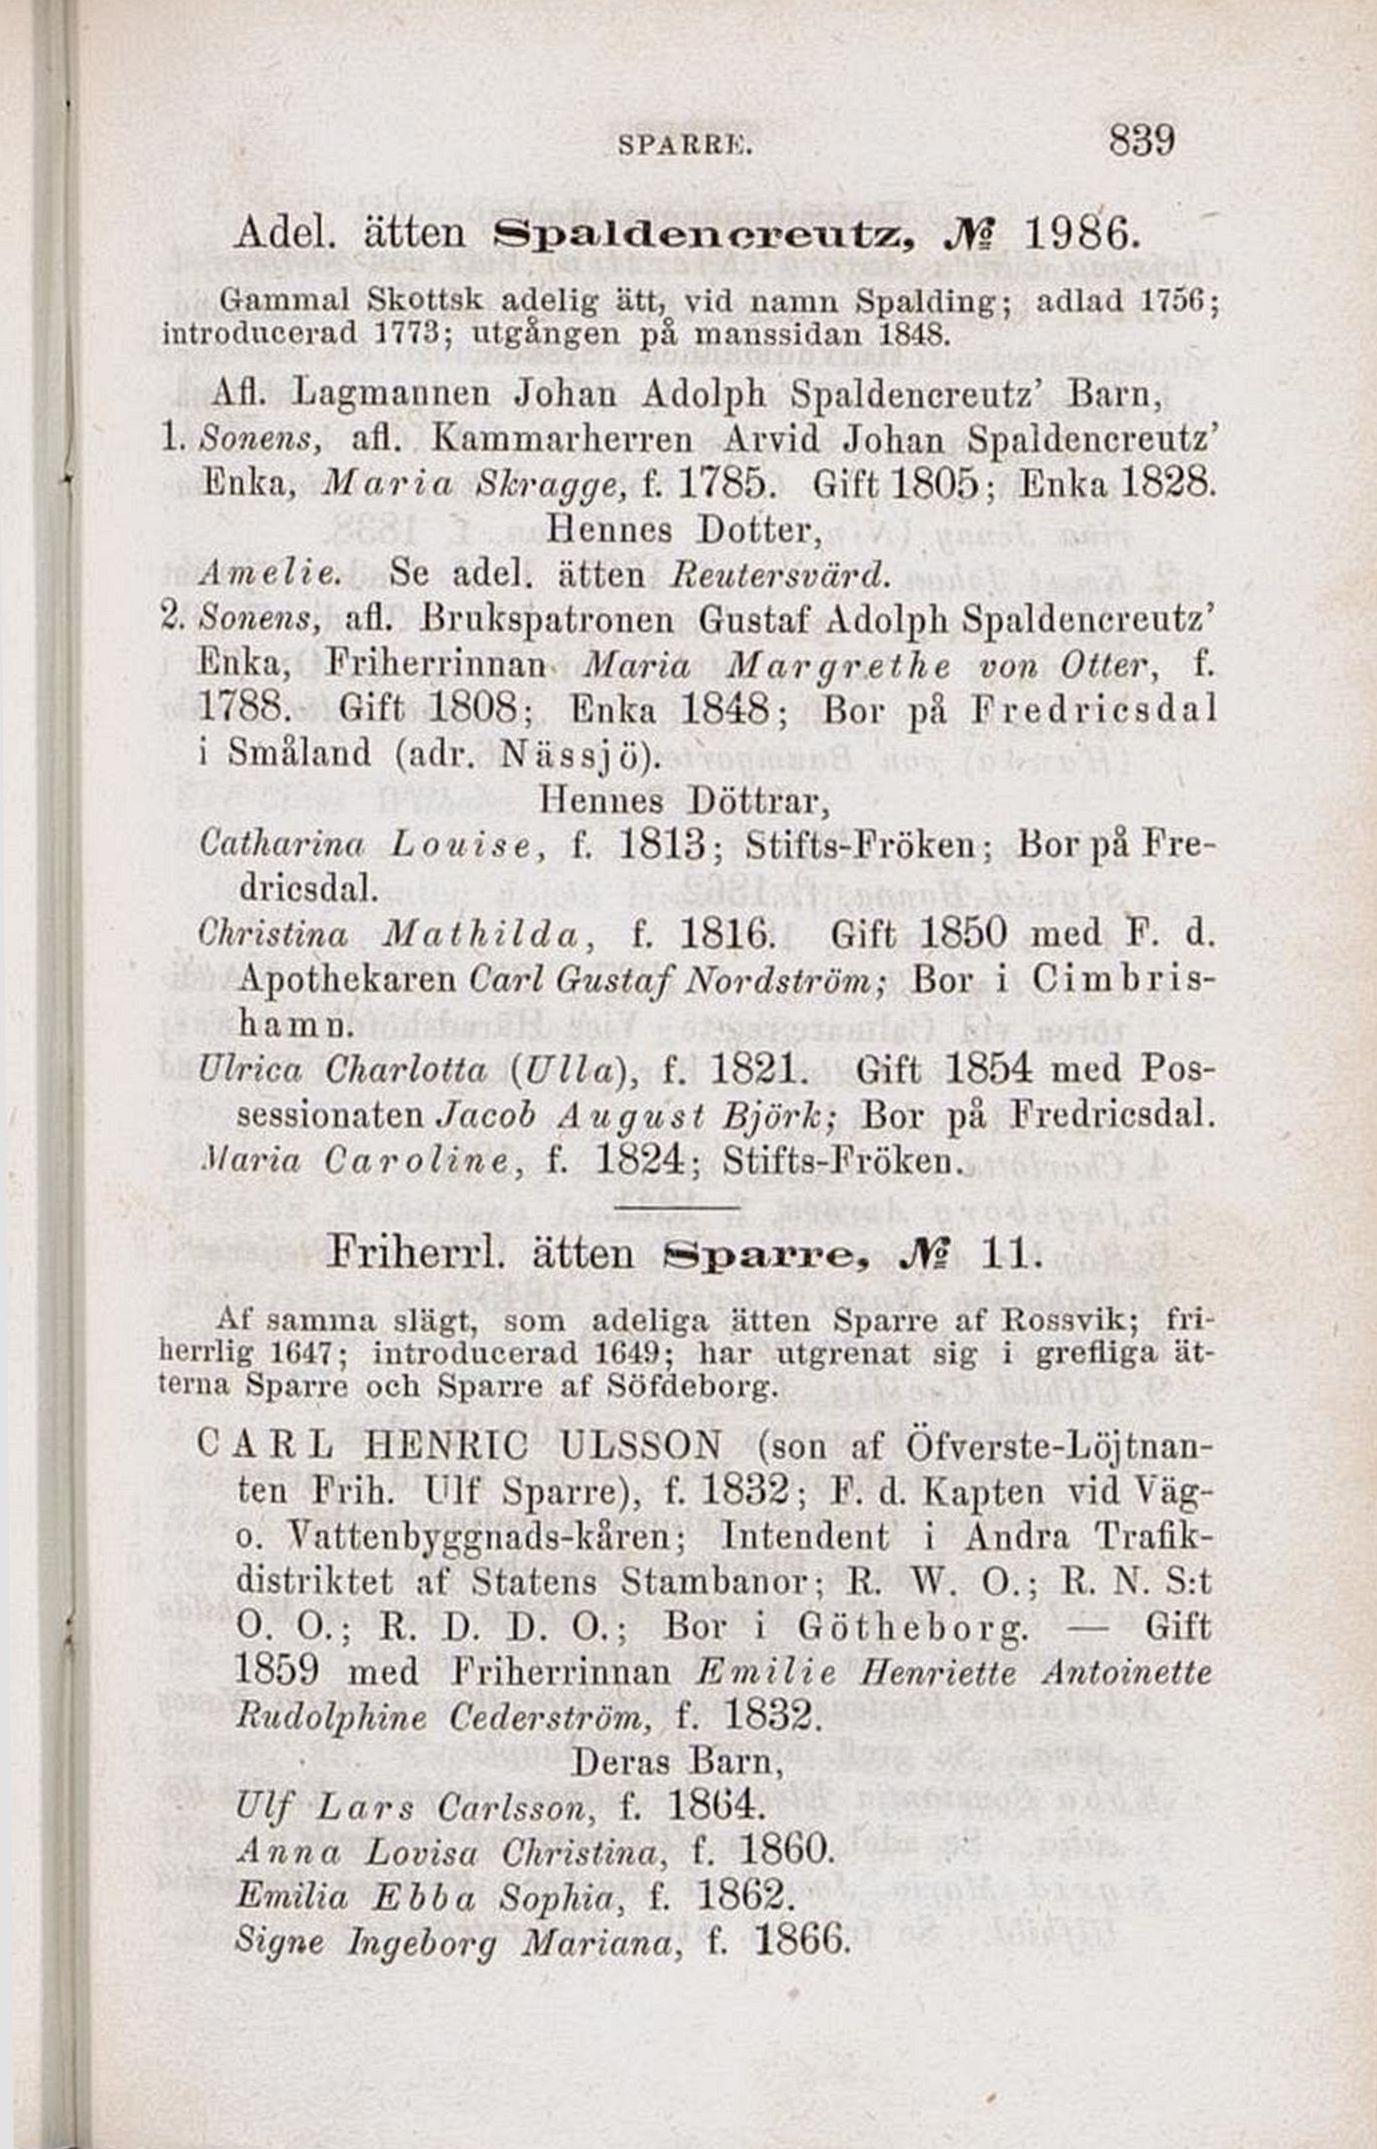 SPARRE. 839
Adel. ätten Spaldencreutz, № 1986.
Gammal Skottsk adelig ätt, vid namn Spalding; adlad 1756;
introducerad 1773; utgången på manssidan 1848.
Afl. Lagmannen Johan Adolph Spaldencreutz' Barn,
1. Sonens, afl. Kammarherren Arvid Johan Spaldencreutz'
Enka, Maria Skragge, f. 1785. Gift 1805; Enka 1828.
Hennes Dotter,
Amelie. Se adel. ätten Reutersvärd.
2. Sonens, afl. Brukspatronen Gustaf Adolph Spaldencreutz'
Enka, Friherrinnan Maria Margrethe von Otter, f.
1788. Gift 1808; Enka 1848; Bor på Fredricsdal
i Småland (adr. Nässjö).
Hennes Döttrar,
Catharina Louise, f. 1813; Stifts-Fröken; Bor på Fre-
dricsdal.
Christina Mathilda, f. 1816. Gift 1850 med F. d.
Apothekaren Carl Gustaf Nordström; Bor i Cimbris-
hamn.
Ulrica Charlotta (Ulla), f. 1821. Gift 1854 med Pos-
sessionaten Jacob August Björk; Bor på Fredricsdal.
Maria Caroline, f. 1824; Stifts-Fröken.
Friherrl. ätten Sparre, № 11.
Af samma slägt, som adeliga ätten Sparre af Rossvik; fri-
herrlig 1647; introducerad 1649; har utgrenat sig i grefliga ät-
terna Sparre och Sparre af Söfdeborg.
CARL HENRIC ULSSON (son af Öfverste-Löjtnan-
ten Frih. Ulf Sparre), f. 1832; F. d. Kapten vid Väg-
o. Vattenbyggnads-kåren; Intendent i Andra Trafik-
distriktet af Statens Stambanor; R. W. O.; R. N. S:t
O. O.; R. D. D. O.; Bor i Götheborg. — Gift
1859 med Friherrinnan Emilie Henriette Antoinette
Rudolphine Cederström, f. 1832.
Deras Barn,
Ulf Lars Carlsson, f. 1864.
Anna Lovisa Christina, f. 1860.
Emilia Ebba Sophia, f. 1862.
Signe Ingeborg Mariana, f. 1866.